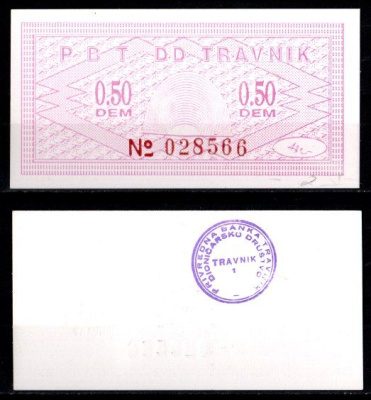 P B T DD TRAVNIK
0.50 0.50
DEM DEM
No 028566
PRIVREDNA BANKA TRAVNIK
DIONIČARSKO DRUŠTVO
TRAVNIK
1